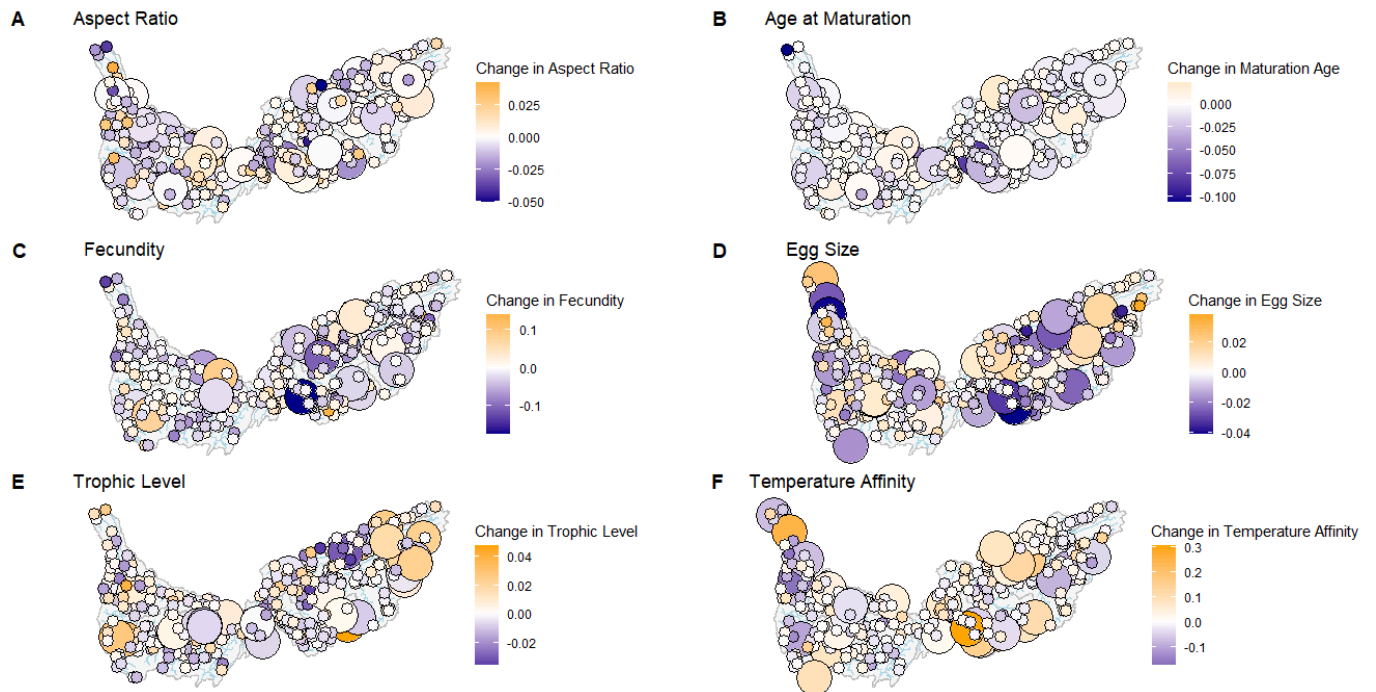 A Aspect Ratio
Change in Aspect Ratio
0.025
0.000
-0.025
-0.050
B Age at Maturation
Change in Maturation Age
0.000
-0.025
-0.050
-0.075
-0.100
C Fecundity
Change in Fecundity
0.1
0.0
-0.1
D Egg Size
Change in Egg Size
0.02
0.00
-0.02
-0.04
E Trophic Level
Change in Trophic Level
0.04
0.02
0.00
-0.02
F Temperature Affinity
Change in Temperature Affinity
0.3
0.2
0.1
0.0
-0.1